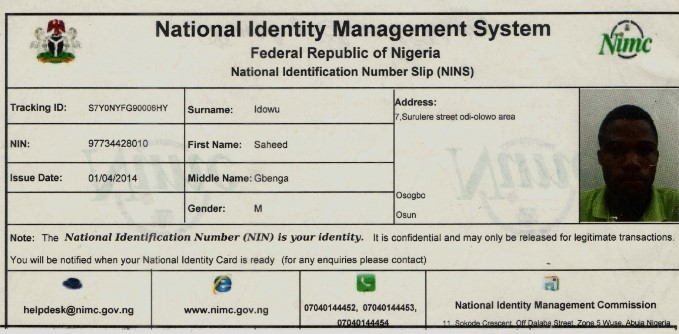 National Identity Management System
Federal Republic of Nigeria
National Identification Number Slip (NINS)
Nimc
Tracking ID:
Surname: Idowu
Address:
7,Surulere street odi-olowo area
NIN: 97734428010
First Name: Saheed
Issue Date: 01/04/2014
Middle Name: Gbenga
Osogbo
Gender: M
Osun
Note: The National Identification Number (NIN) is your identity. It is confidential and may only be released for legitimate transactions.
You will be notified when your National Identity Card is ready (for any enquiries please contact)
helpdesk@nimc.gov.ng
www.nimc.gov.ng
07040144452, 07040144453,
07040144454
National Identity Management Commission
11, Sokode Crescent, Off Dalaba Street, Zone 5 Wuse, Abuja Nigeria